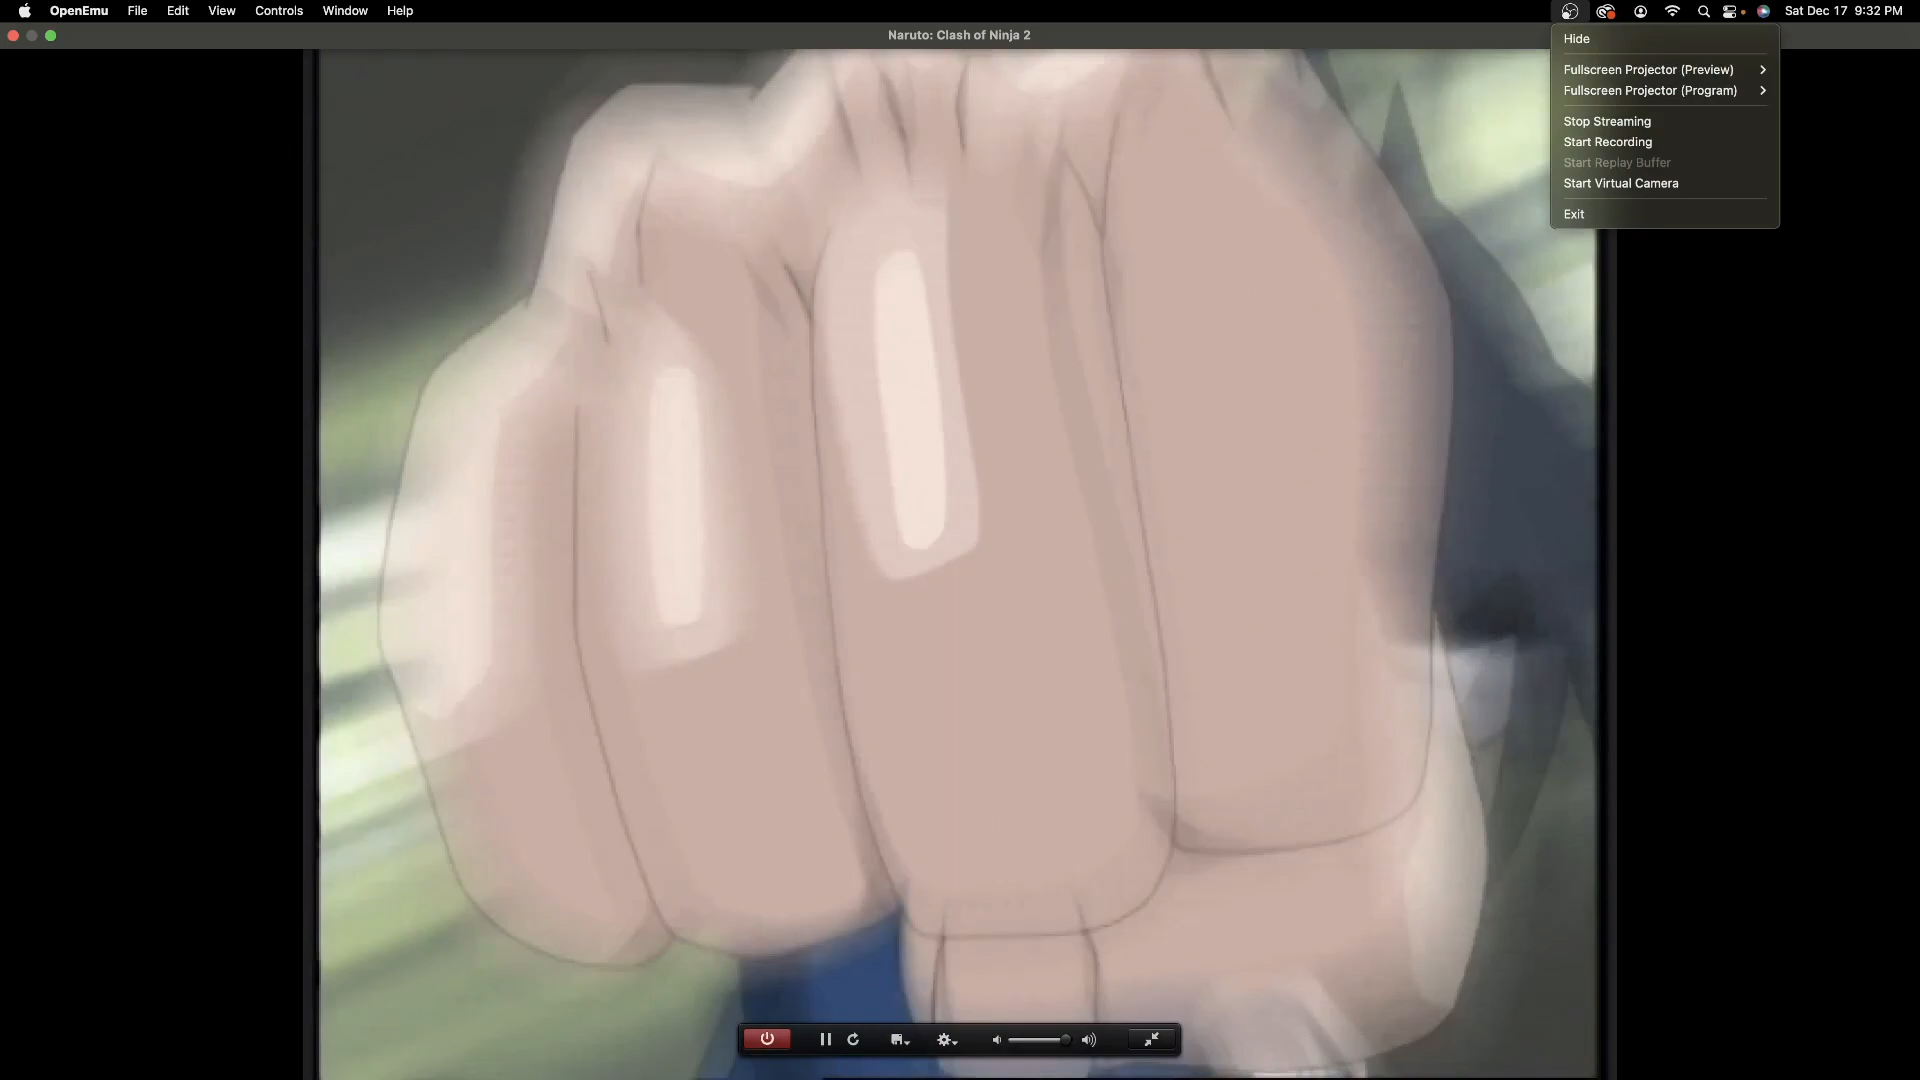 OpenEmu File Edit View Controls Window Help Sat Dec 17 9:32 PM
Naruto: Clash of Ninja 2
Hide
Fullscreen Projector (Preview)
Fullscreen Projector (Program)
Stop Streaming
Start Recording
Start Replay Buffer
Start Virtual Camera
Exit